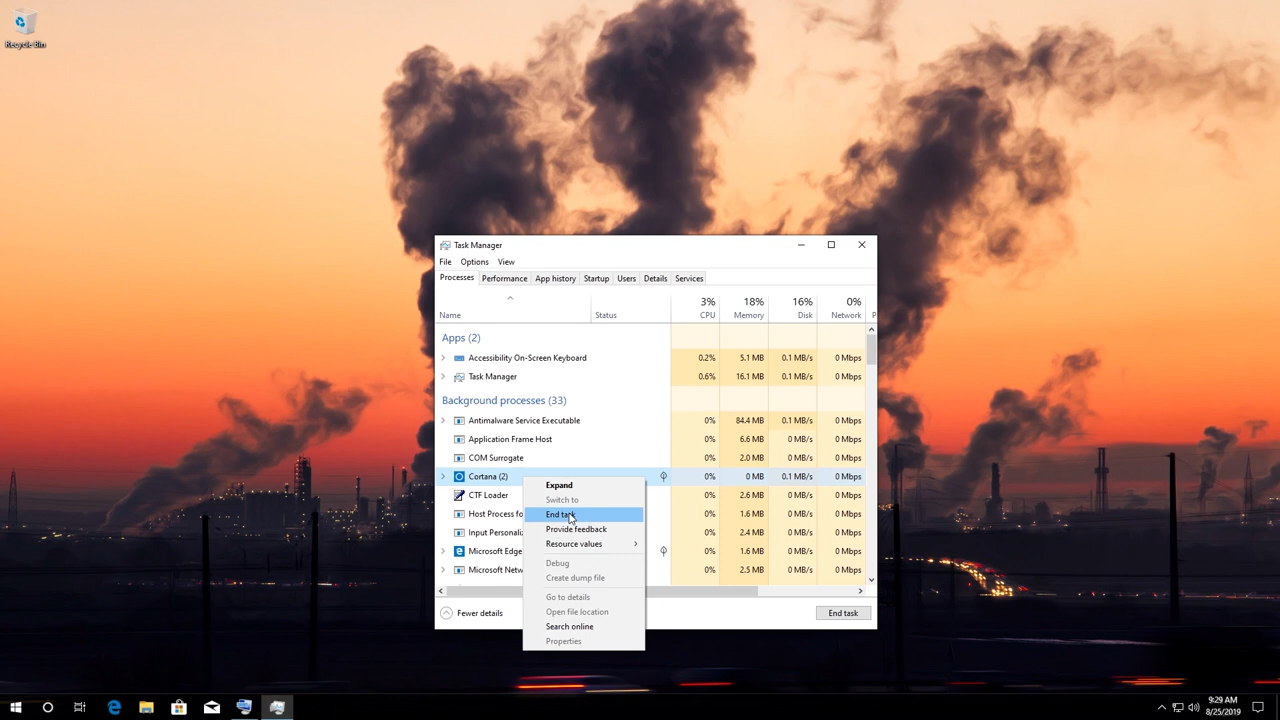 Recycle Bin
Task Manager
File Options View
Processes Performance App history Startup Users Details Services
3% 18% 16% 0%
Name Status CPU Memory Disk Network P
Apps (2)
Accessibility On-Screen Keyboard 0.2% 5.1 MB 0.1 MB/s 0 Mbps
Task Manager 0.6% 16.1 MB 0.1 MB/s 0 Mbps
Background processes (33)
Antimalware Service Executable 0% 84.4 MB 0.1 MB/s 0 Mbps
Application Frame Host 0% 6.6 MB 0 MB/s 0 Mbps
COM Surrogate 0% 2.0 MB 0 MB/s 0 Mbps
Cortana (2) 0% 0 MB 0.1 MB/s 0 Mbps
CTF Loader 0% 2.6 MB 0 MB/s 0 Mbps
Host Process fo 0% 1.6 MB 0 MB/s 0 Mbps
Input Personaliz 0% 2.4 MB 0 MB/s 0 Mbps
Microsoft Edge 0% 1.6 MB 0 MB/s 0 Mbps
Microsoft Netw 0% 2.5 MB 0 MB/s 0 Mbps
Expand
Switch to
End task
Provide feedback
Resource values
Debug
Create dump file
Go to details
Open file location
Search online
Properties
Fewer details
End task
9:29 AM
8/25/2019